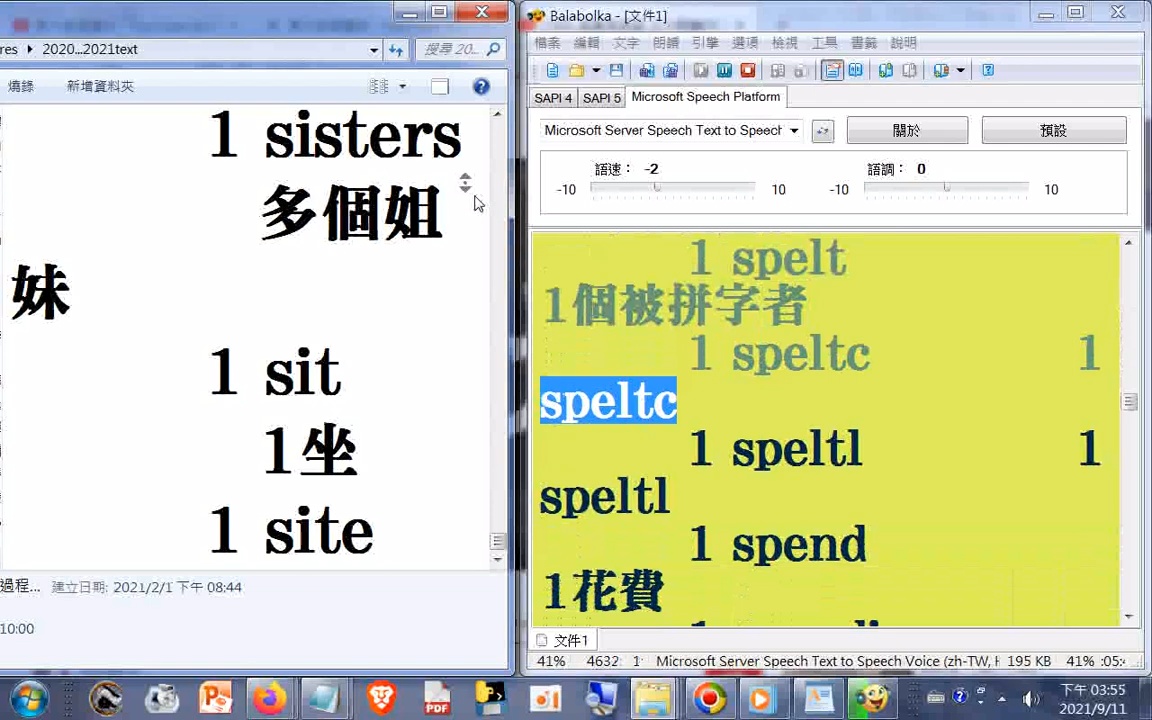 res ▸ 2020...2021text
搜尋 20...
燒錄 新增資料夾
1 sisters
多個姐
妹
1 sit
1坐
1 site
過程... 建立日期: 2021/2/1 下午 08:44
10:00
Balabolka - [文件1]
檔案 編輯 文字 朗讀 引擎 選項 檢視 工具 書籤 說明
SAPI 4 SAPI 5 Microsoft Speech Platform
Microsoft Server Speech Text to Speech 關於 預設
語速: -2 語調: 0
-10 10 -10 10
1 spelt
1個被拼字者
1 speltc 1
speltc
1 speltl 1
speltl
1 spend
1花費
文件1
41% 4632 1 Microsoft Server Speech Text to Speech Voice (zh-TW, 195 KB 41%
下午 03:55
2021/9/11